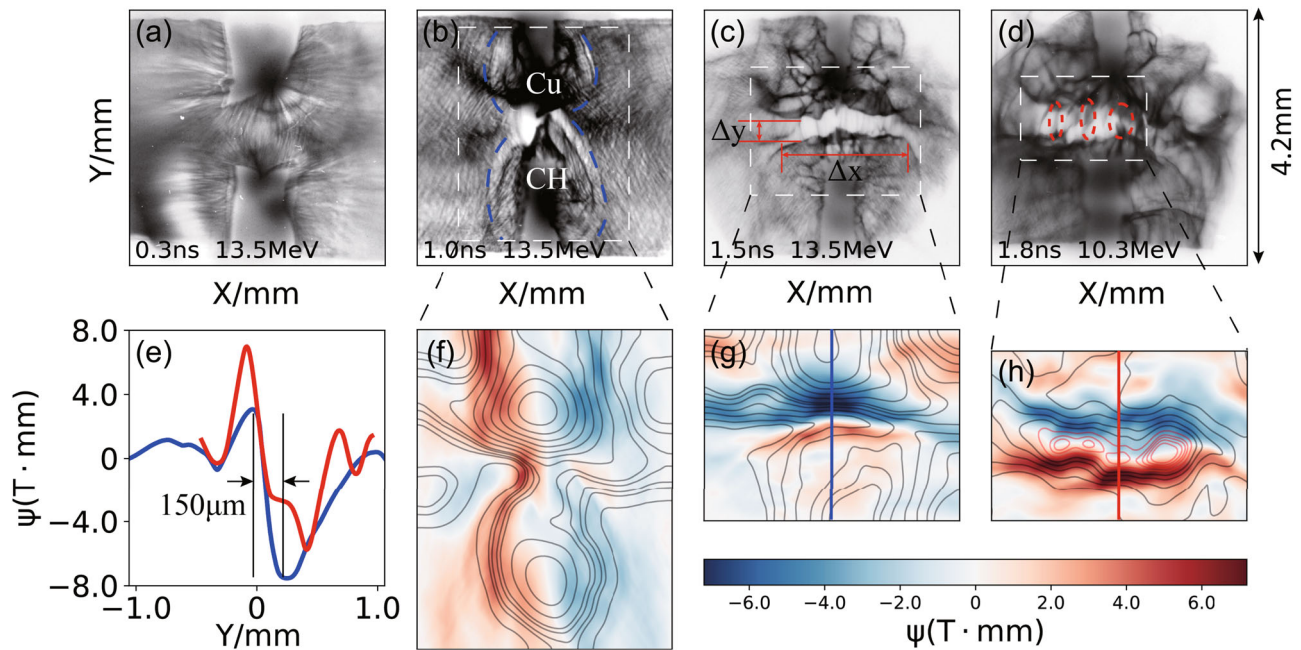 (a)
(b)
(c)
(d)
Y/mm
Cu
CH
Δy
Δx
4.2mm
0.3ns 13.5MeV
1.0ns 13.5MeV
1.5ns 13.5MeV
1.8ns 10.3MeV
X/mm
X/mm
X/mm
X/mm
(e)
(f)
(g)
(h)
ψ(T · mm)
8.0
4.0
0
−4.0
−8.0
150μm
-1.0
0
1.0
Y/mm
−6.0
−4.0
−2.0
0.0
2.0
4.0
6.0
ψ(T · mm)